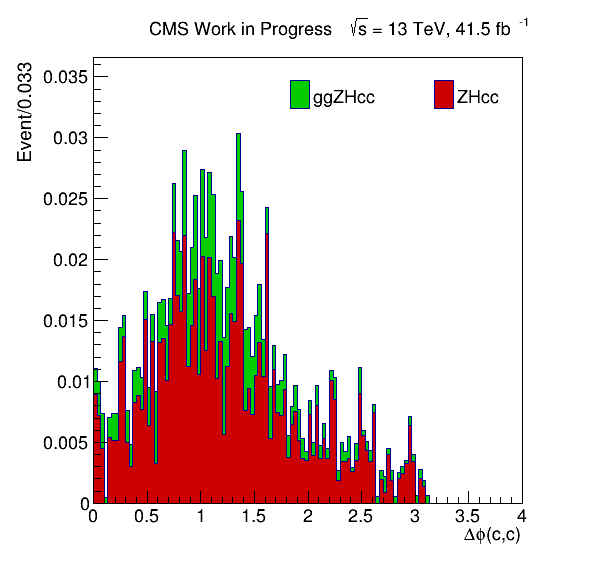 CMS Work in Progress √s = 13 TeV, 41.5 fb⁻¹
Event/0.033
0.035
0.03
0.025
0.02
0.015
0.01
0.005
0
ggZHcc ZHcc
0 0.5 1 1.5 2 2.5 3 3.5 4
Δϕ(c,c)